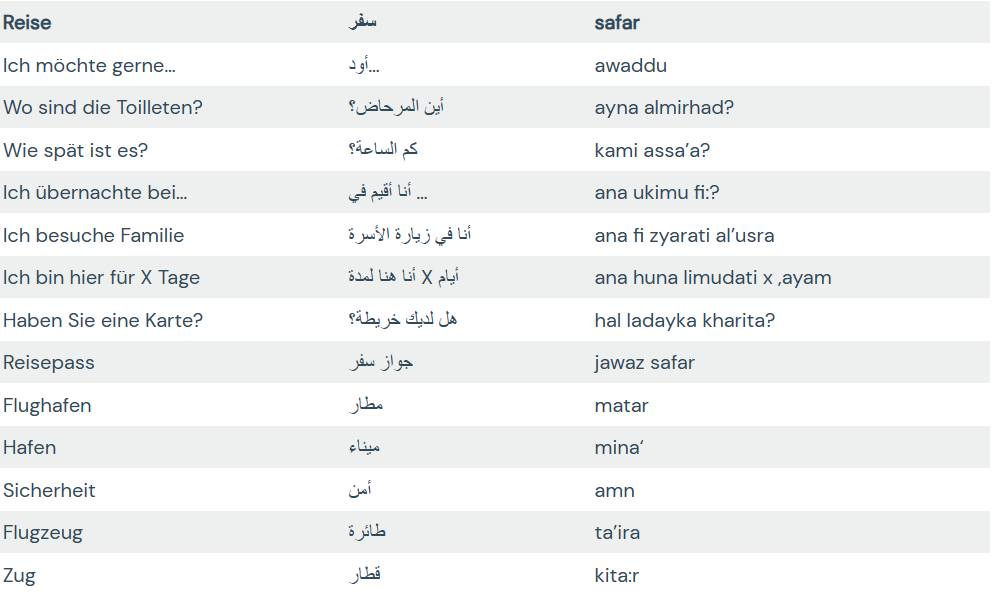 Reise سفر safar
Ich möchte gerne… أود… awaddu
Wo sind die Toilleten? أين المرحاض؟ ayna almirhad?
Wie spät ist es? كم الساعة؟ kami assa’a?
Ich übernachte bei… أنا أقيم في … ana ukimu fi:?
Ich besuche Familie أنا في زيارة الأسرة ana fi zyarati al’usra
Ich bin hier für X Tage أنا هنا لمدة X أيام ana huna limudati x ,ayam
Haben Sie eine Karte? هل لديك خريطة؟ hal ladayka kharita?
Reisepass جواز سفر jawaz safar
Flughafen مطار matar
Hafen ميناء mina‘
Sicherheit أمن amn
Flugzeug طائرة ta’ira
Zug قطار kita:r